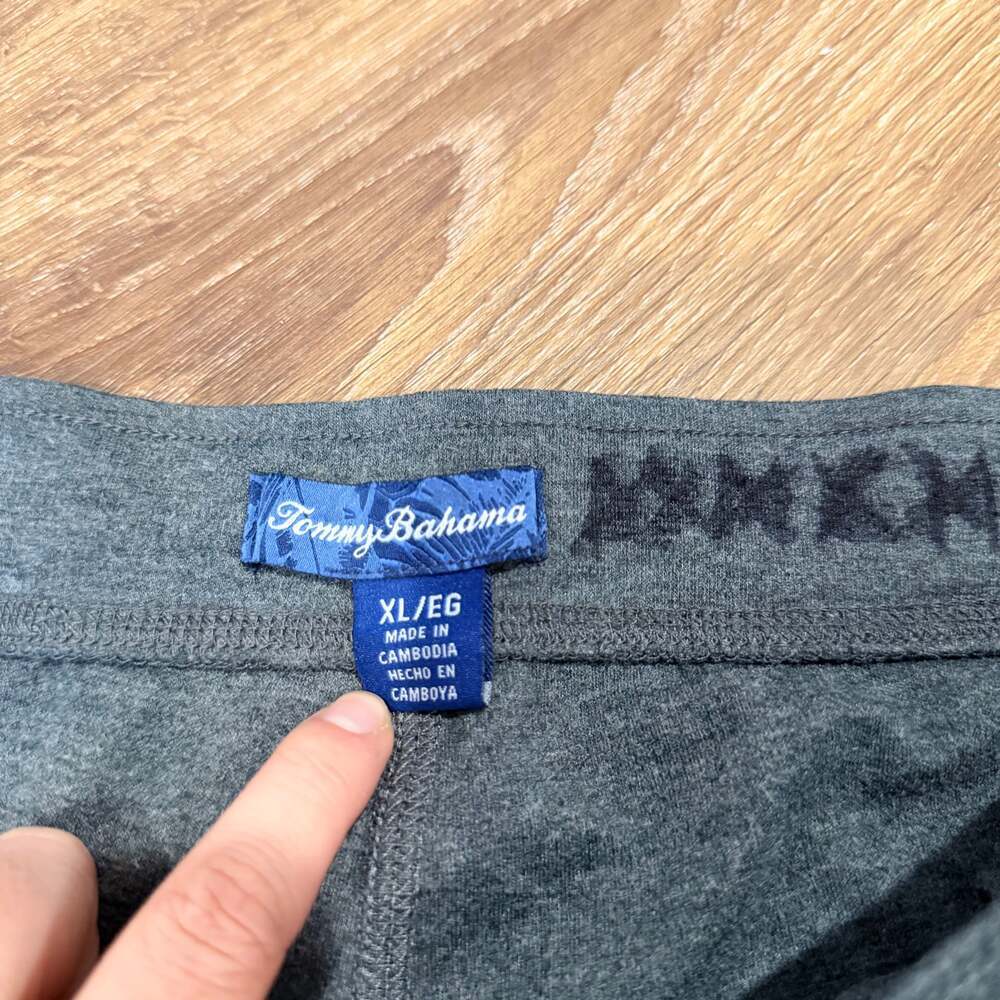 Tommy Bahama
XL/EG
MADE IN
CAMBODIA
HECHO EN
CAMBOYA